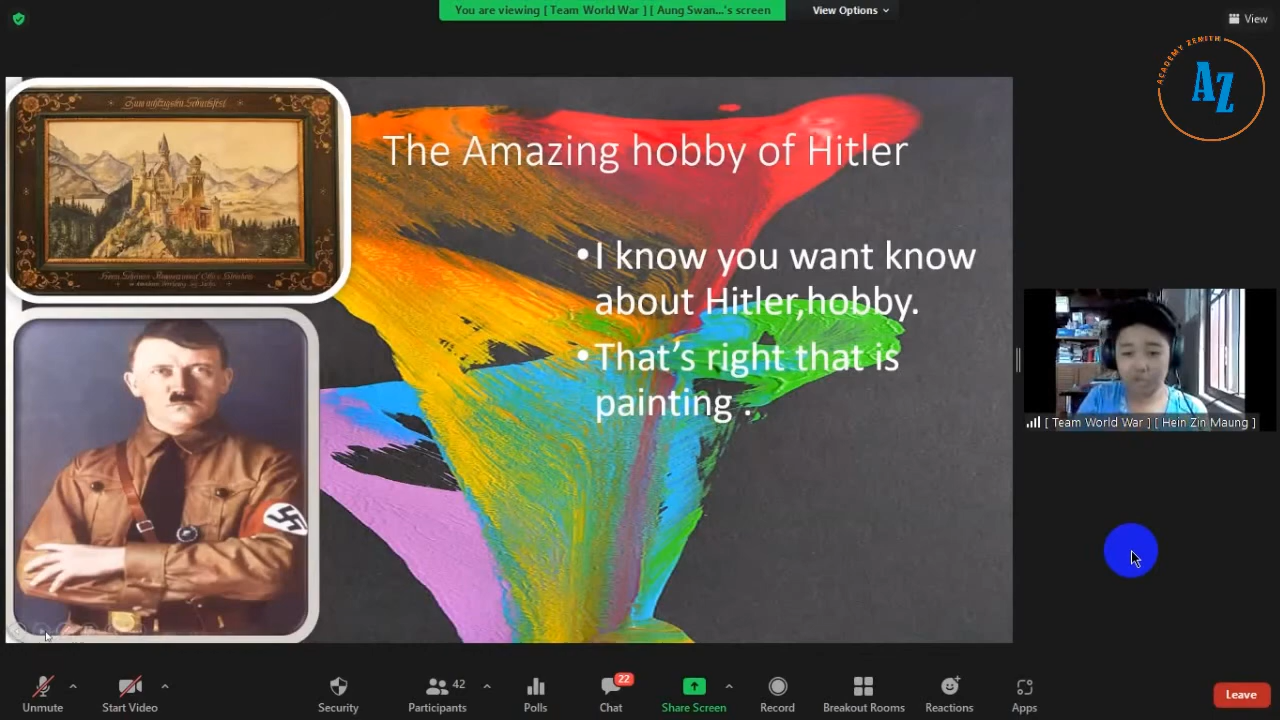 You are viewing [ Team World War ] [ Aung Swan...'s screen
View Options
View
ACADEMY ZENITH
AZ
The Amazing hobby of Hitler
•I know you want know
about Hitler,hobby.
•That's right that is
painting .
[ Team World War ] [ Hein Zin Maung ]
Unmute
Start Video
Security
Participants
42
Polls
Chat
22
Share Screen
Record
Breakout Rooms
Reactions
Apps
Leave